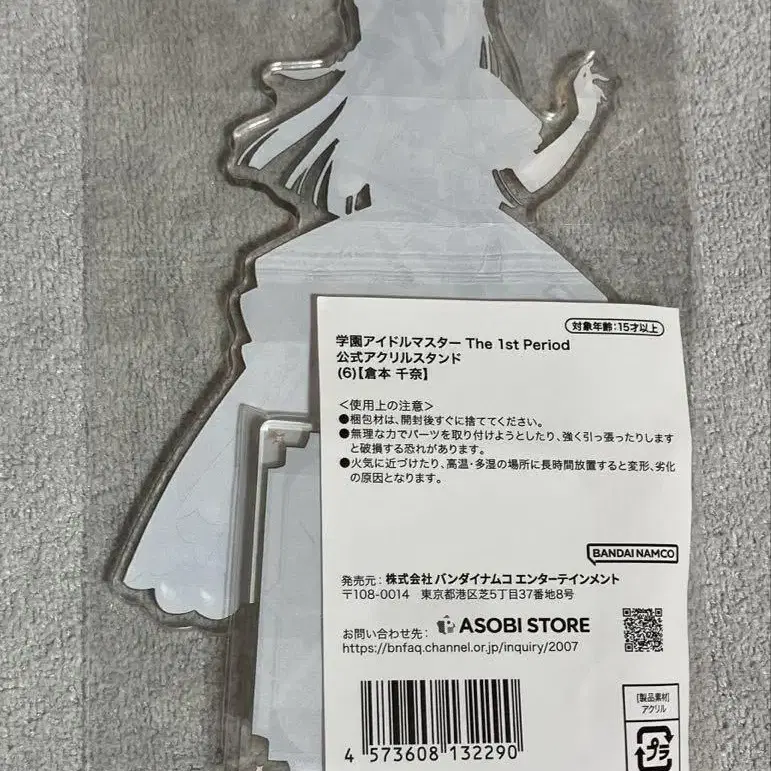 対象年齢:15才以上
学園アイドルマスター The 1st Period
公式アクリルスタンド
(6)【倉本 千奈】
＜使用上の注意＞
●梱包材は、開封後すぐに捨ててください。
●無理な力でパーツを取り付けようとしたり、強く引っ張ったりします
と破損する恐れがあります。
●火気に近づけたり、高温・多湿の場所に長時間放置すると変形、劣化
の原因となります。
BANDAI NAMCO
発売元：株式会社 バンダイナムコ エンターテインメント
〒108-0014 東京都港区芝5丁目37番地8号
お問い合わせ先： ASOBI STORE
https://bnfaq.channel.or.jp/inquiry/2007
[製品素材]
アクリル
プラ
4 573608 132290